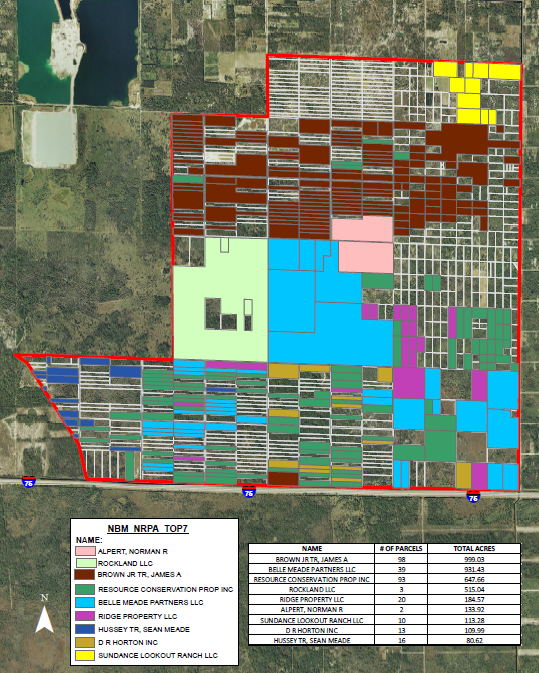 75
75
75
NBM NRPA TOP7
NAME:
ALPERT, NORMAN R
ROCKLAND LLC
BROWN JR TR, JAMES A
RESOURCE CONSERVATION PROP INC
BELLE MEADE PARTNERS LLC
RIDGE PROPERTY LLC
HUSSEY TR, SEAN MEADE
D R HORTON INC
SUNDANCE LOOKOUT RANCH LLC
N
NAME # OF PARCELS TOTAL ACRES
BROWN JR TR, JAMES A 98 999.03
BELLE MEADE PARTNERS LLC 39 931.43
RESOURCE CONSERVATION PROP INC 93 647.66
ROCKLAND LLC 3 515.04
RIDGE PROPERTY LLC 20 184.57
ALPERT, NORMAN R 2 133.92
SUNDANCE LOOKOUT RANCH LLC 10 113.28
D R HORTON INC 13 109.99
HUSSEY TR, SEAN MEADE 16 80.62